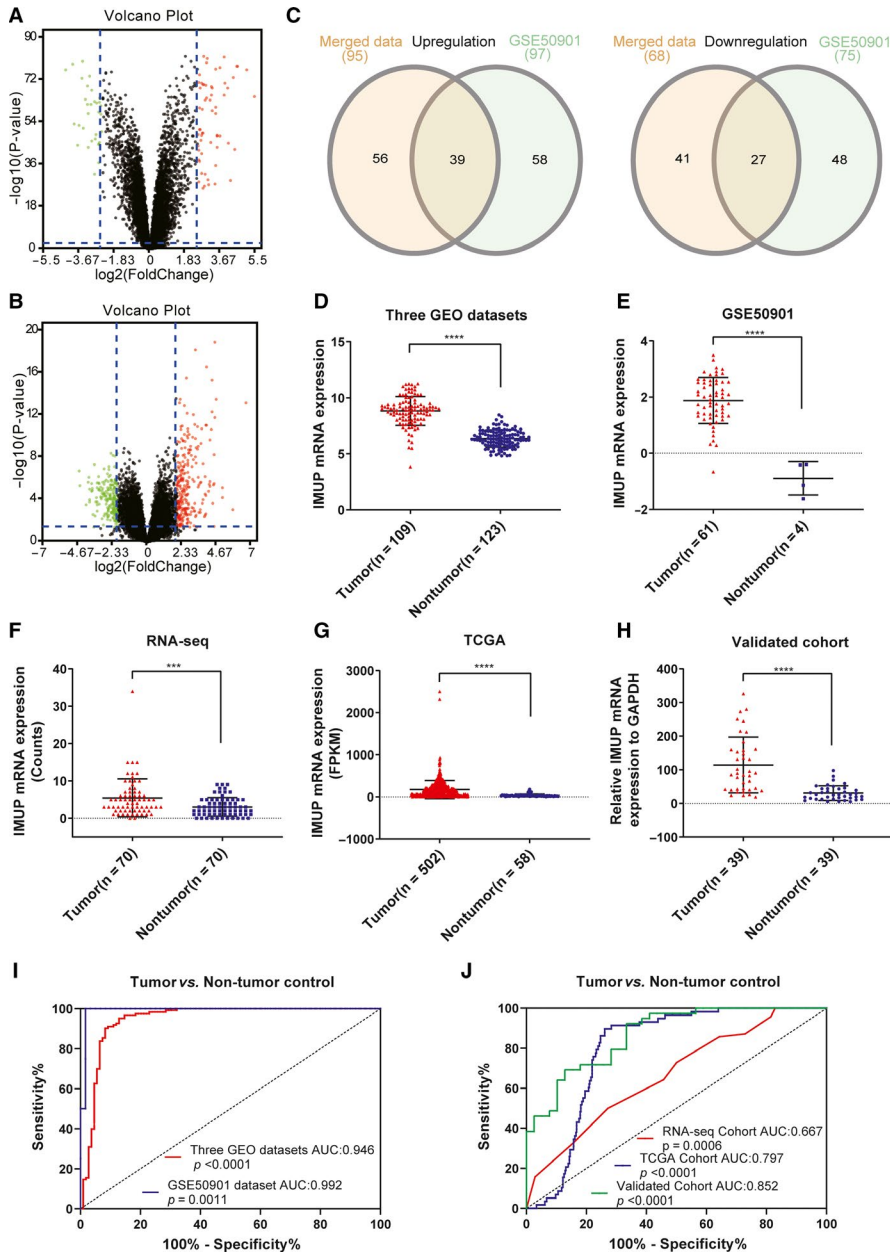 A
Volcano Plot
90
72
54
36
18
0
−log10(P-value)
−5.5 −3.67 −1.83 0 1.83 3.67 5.5
log2(FoldChange)
B
Volcano Plot
20
16
12
8
4
0
−log10(P-value)
−7 −4.67 −2.33 0 2.33 4.67 7
log2(FoldChange)
C
Merged data
(95)
Upregulation
GSE50901
(97)
56 39 58
Merged data
(68)
Downregulation
GSE50901
(75)
41 27 48
D
Three GEO datasets
IMUP mRNA expression
15
10
5
0
****
Tumor(n = 109)
Nontumor(n = 123)
E
GSE50901
IMUP mRNA expression
4
2
0
−2
****
Tumor(n = 61)
Nontumor(n = 4)
F
RNA-seq
IMUP mRNA expression
(Counts)
40
30
20
10
0
***
Tumor(n = 70)
Nontumor(n = 70)
G
TCGA
IMUP mRNA expression
(FPKM)
3000
2000
1000
0
−1000
****
Tumor(n = 502)
Nontumor(n = 58)
H
Validated cohort
Relative IMUP mRNA
expression to GAPDH
400
300
200
100
0
−100
****
Tumor(n = 39)
Nontumor(n = 39)
I
Tumor vs. Non-tumor control
Sensitivity%
100
80
60
40
20
0
Three GEO datasets AUC:0.946
p <0.0001
GSE50901 dataset AUC:0.992
p = 0.0011
0 20 40 60 80 100
100% - Specificity%
J
Tumor vs. Non-tumor control
Sensitivity%
100
80
60
40
20
0
RNA-seq Cohort AUC:0.667
p = 0.0006
TCGA Cohort AUC:0.797
p <0.0001
Validated Cohort AUC:0.852
p <0.0001
0 20 40 60 80 100
100% - Specificity%